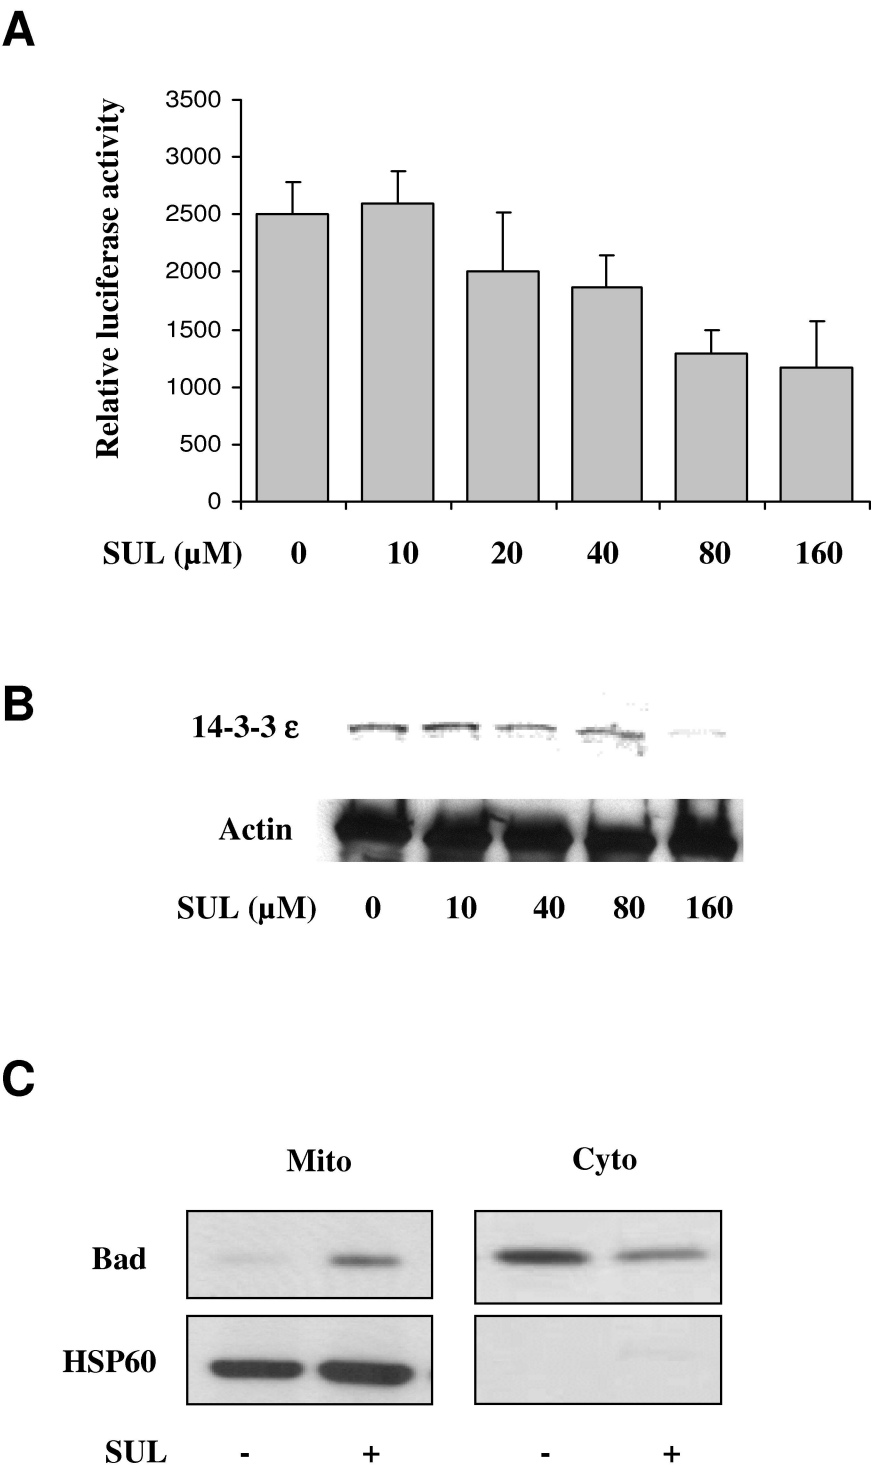 A
Relative luciferase activity
3500
3000
2500
2000
1500
1000
500
0
SUL (µM) 0 10 20 40 80 160
B
14-3-3 ε
Actin
SUL (µM) 0 10 40 80 160
C
Mito Cyto
Bad
HSP60
SUL - + - +